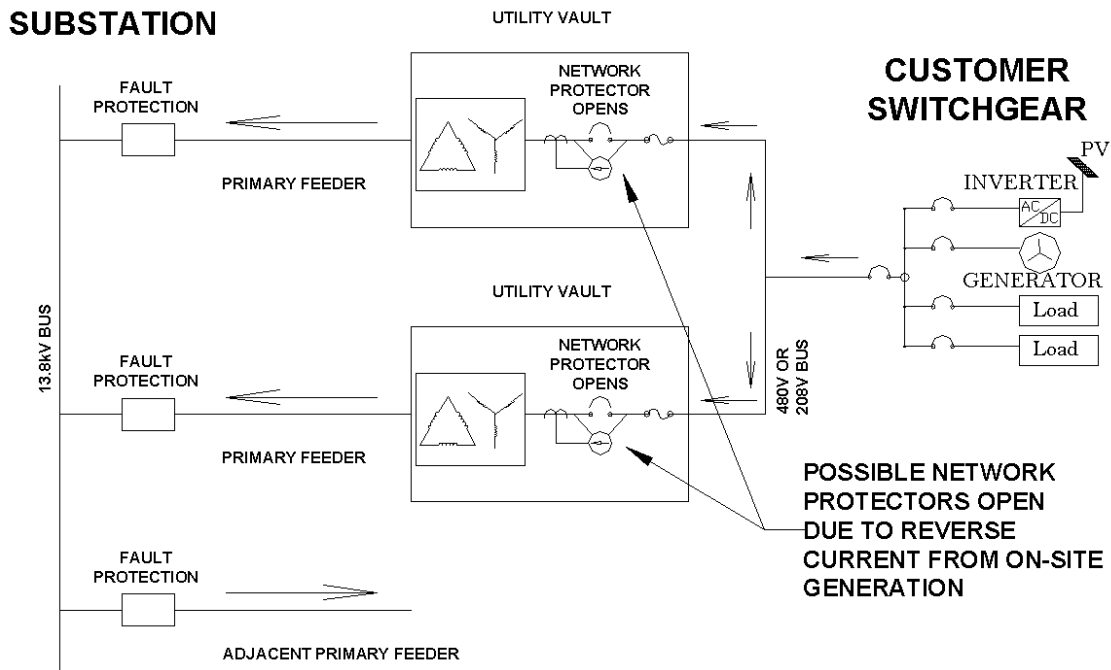 SUBSTATION
UTILITY VAULT
FAULT
PROTECTION
NETWORK
PROTECTOR
OPENS
CUSTOMER
SWITCHGEAR
PV
INVERTER
AC
DC
PRIMARY FEEDER
GENERATOR
Load
Load
UTILITY VAULT
13.8kV BUS
FAULT
PROTECTION
NETWORK
PROTECTOR
OPENS
480V OR
208V BUS
PRIMARY FEEDER
POSSIBLE NETWORK
PROTECTORS OPEN
DUE TO REVERSE
CURRENT FROM ON-SITE
GENERATION
FAULT
PROTECTION
ADJACENT PRIMARY FEEDER